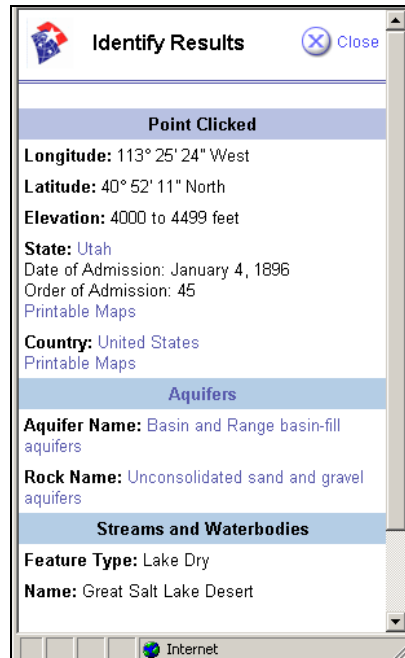 Identify Results
Close
Point Clicked
Longitude: 113° 25' 24" West
Latitude: 40° 52' 11" North
Elevation: 4000 to 4499 feet
State: Utah
Date of Admission: January 4, 1896
Order of Admission: 45
Printable Maps
Country: United States
Printable Maps
Aquifers
Aquifer Name: Basin and Range basin-fill
aquifers
Rock Name: Unconsolidated sand and gravel
aquifers
Streams and Waterbodies
Feature Type: Lake Dry
Name: Great Salt Lake Desert
Internet